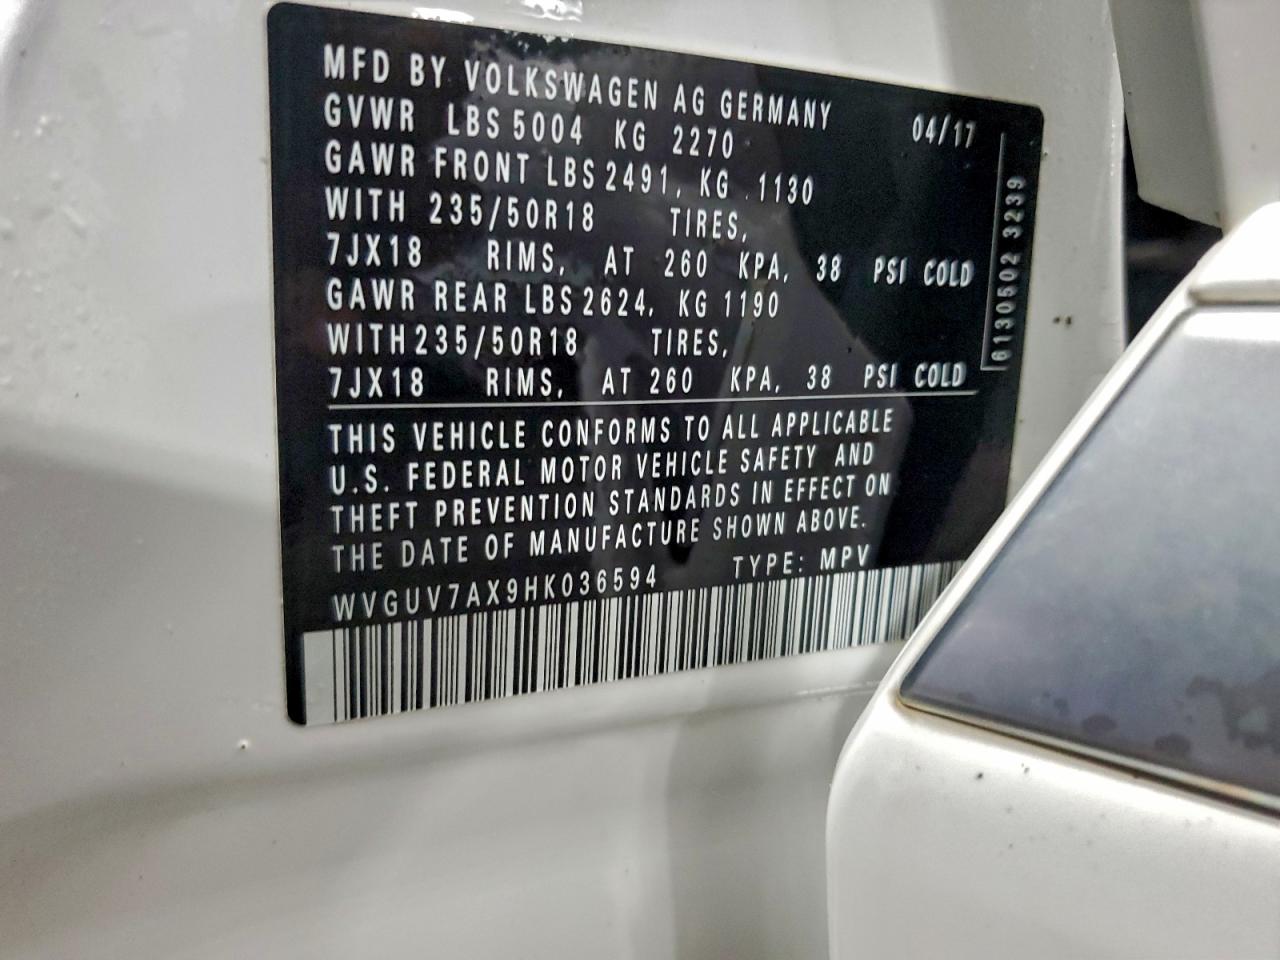 MFD BY VOLKSWAGEN AG GERMANY 04/17
GVWR LBS 5004 KG 2270
GAWR FRONT LBS 2491, KG 1130
WITH 235/50R18 TIRES,
7JX18 RIMS, AT 260 KPA, 38 PSI COLD
GAWR REAR LBS 2624, KG 1190
WITH 235/50R18 TIRES,
7JX18 RIMS, AT 260 KPA, 38 PSI COLD
THIS VEHICLE CONFORMS TO ALL APPLICABLE
U.S. FEDERAL MOTOR VEHICLE SAFETY AND
THEFT PREVENTION STANDARDS IN EFFECT ON
THE DATE OF MANUFACTURE SHOWN ABOVE.
WVGUV7AX9HK036594 TYPE: MPV
6130502 3239